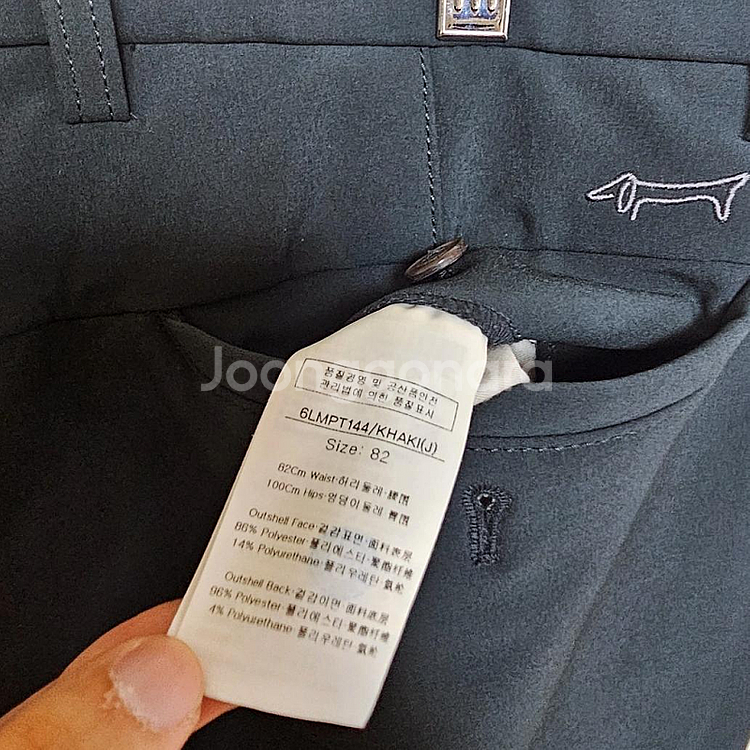 품질경영 및 공산품안전
관리법에 의한 품질표시
6LMPT144/KHAKI(J)
Size: 82
82Cm Waist·허리둘레·腰围
100Cm Hips·엉덩이둘레·臀围
Outshell Face·겉감표면·面料表层
86% Polyester·폴리에스터·聚酯纤维
14% Polyurethane·폴리우레탄·氨纶
Outshell Back·겉감이면·面料底层
96% Polyester·폴리에스터·聚酯纤维
4% Polyurethane·폴리우레탄·氨纶
Joonggonara